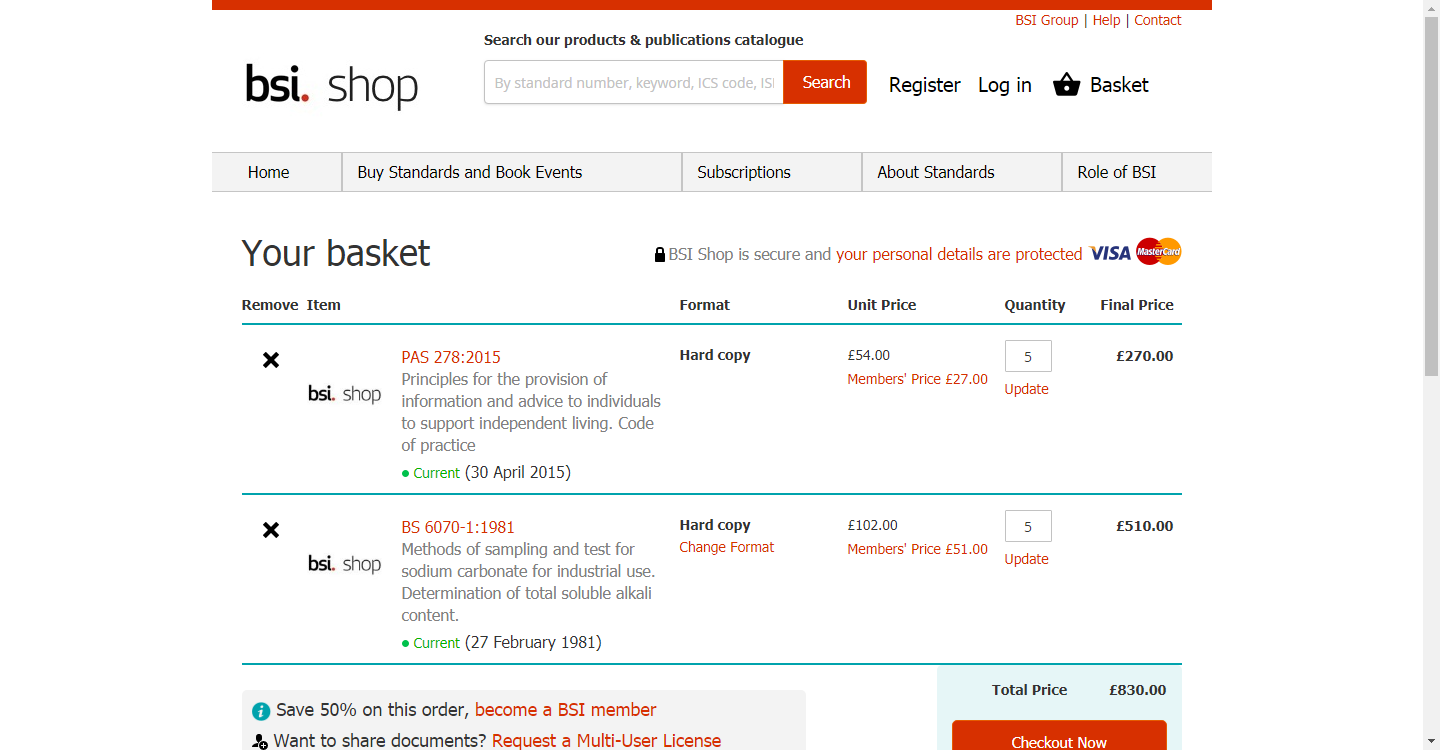 BSI Group | Help | Contact
Search our products & publications catalogue
bsi. shop
By standard number, keyword, ICS code, ISI
Search
Register
Log in
Basket
Home
Buy Standards and Book Events
Subscriptions
About Standards
Role of BSI
Your basket
BSI Shop is secure and your personal details are protected
VISA
MasterCard
Remove Item Format Unit Price Quantity Final Price
bsi. shop
PAS 278:2015
Principles for the provision of
information and advice to individuals
to support independent living. Code
of practice
Current (30 April 2015)
Hard copy
£54.00
Members' Price £27.00
5
Update
£270.00
bsi. shop
BS 6070-1:1981
Methods of sampling and test for
sodium carbonate for industrial use.
Determination of total soluble alkali
content.
Current (27 February 1981)
Hard copy
Change Format
£102.00
Members' Price £51.00
5
Update
£510.00
i Save 50% on this order, become a BSI member
Want to share documents? Request a Multi-User License
Total Price £830.00
Checkout Now